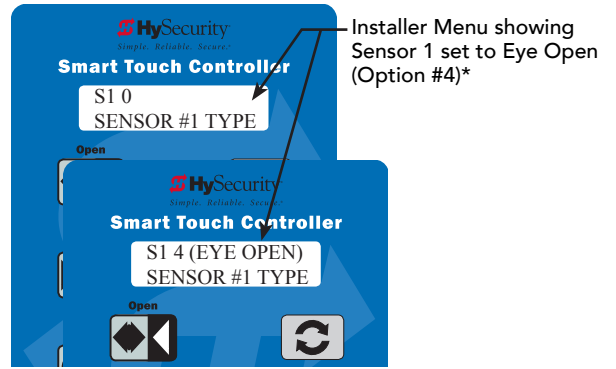 HySecurity
Simple. Reliable. Secure.
Smart Touch Controller
S1 0
SENSOR #1 TYPE
Open
HySecurity
Simple. Reliable. Secure.
Smart Touch Controller
S1 4 (EYE OPEN)
SENSOR #1 TYPE
Open
Installer Menu showing
Sensor 1 set to Eye Open
(Option #4)*